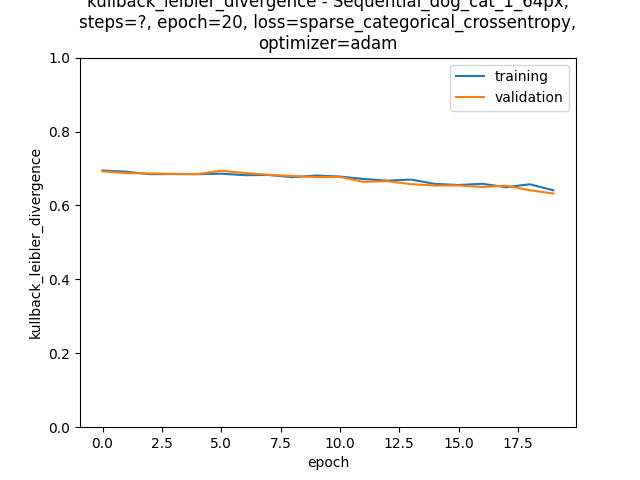 kullback_leibler_divergence - Sequential_dog_cat_1_64px,
steps=?, epoch=20, loss=sparse_categorical_crossentropy,
optimizer=adam
1.0
training
validation
0.8
0.6
0.4
0.2
0.0
kullback_leibler_divergence
0.0 2.5 5.0 7.5 10.0 12.5 15.0 17.5
epoch